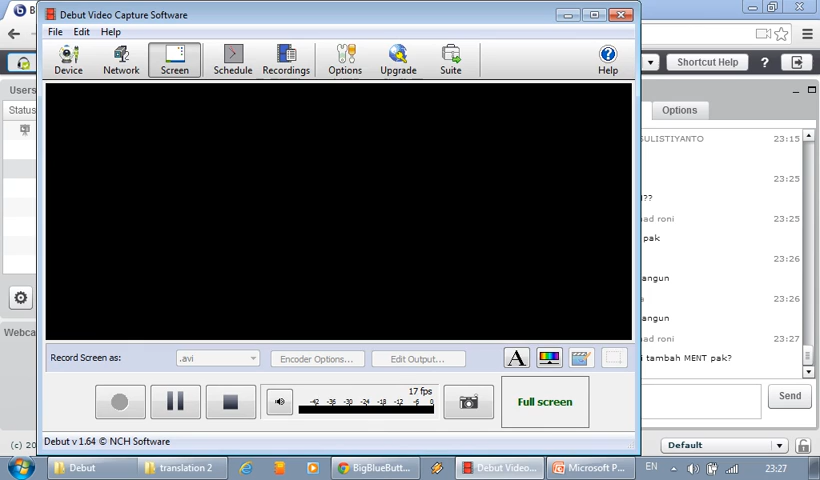 Debut Video Capture Software
File Edit Help
Device Network Screen Schedule Recordings Options Upgrade Suite Help
Shortcut Help ?
Users
Status
Options
SULISTIYANTO 23:15
23:25
??
ad roni 23:25
pak
23:26
angun
23:26
angun
ad roni 23:27
i tambah MENT pak?
Webca
Record Screen as: .avi Encoder Options... Edit Output... A
17 fps
-42 -36 -30 -24 -18 -12 -6 0
Full screen
Send
Debut v 1.64 © NCH Software
(c) 20
Default
Debut translation 2 BigBlueButt... Debut Video... Microsoft P... EN 23:27